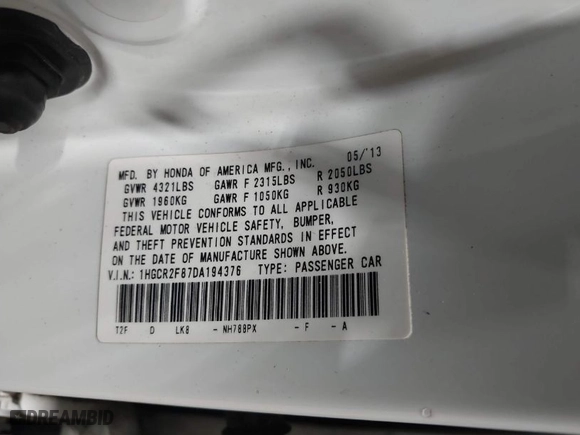 MFD. BY HONDA OF AMERICA MFG., INC. 05/'13
GVWR 4321LBS GAWR F 2315LBS R 2050LBS
GVWR 1960KG GAWR F 1050KG R 930KG
THIS VEHICLE CONFORMS TO ALL APPLICABLE
FEDERAL MOTOR VEHICLE SAFETY, BUMPER,
AND THEFT PREVENTION STANDARDS IN EFFECT
ON THE DATE OF MANUFACTURE SHOWN ABOVE.
V.I.N.: 1HGCR2F87DA194376 TYPE: PASSENGER CAR
T2F D LK8 - NH788PX - F - A
DREAMBID